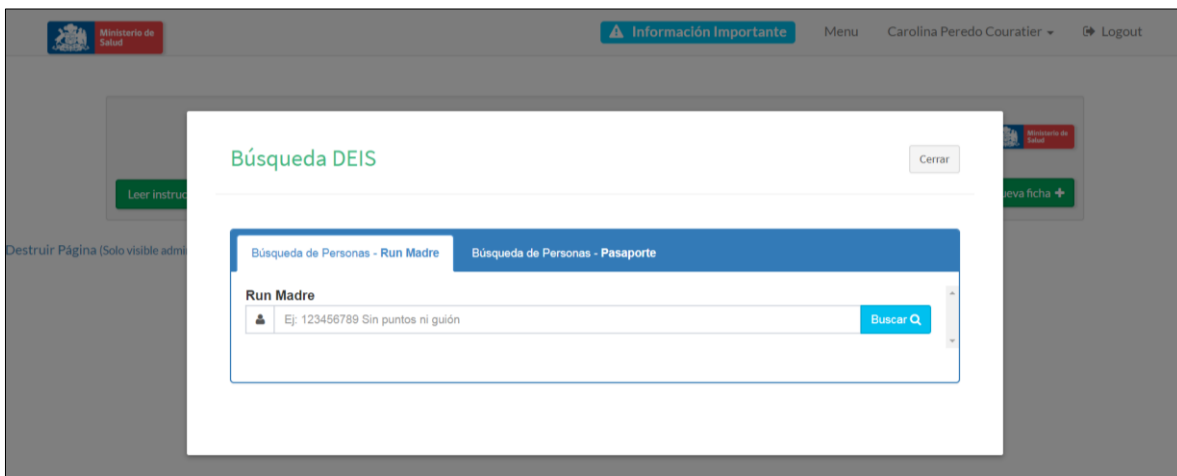 Ministerio de
Salud
Información Importante
Menu
Carolina Peredo Couratier
Logout
Búsqueda DEIS
Cerrar
Ministerio de
Salud
Leer instruc
ueva ficha
Destruir Página (Solo visible admi
Búsqueda de Personas - Run Madre
Búsqueda de Personas - Pasaporte
Run Madre
Ej: 123456789 Sin puntos ni guión
Buscar